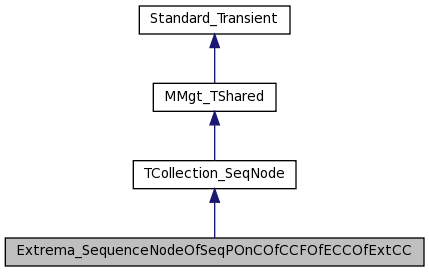 Standard_Transient
MMgt_TShared
TCollection_SeqNode
Extrema_SequenceNodeOfSeqPOnCOfCCFOfECCOfExtCC